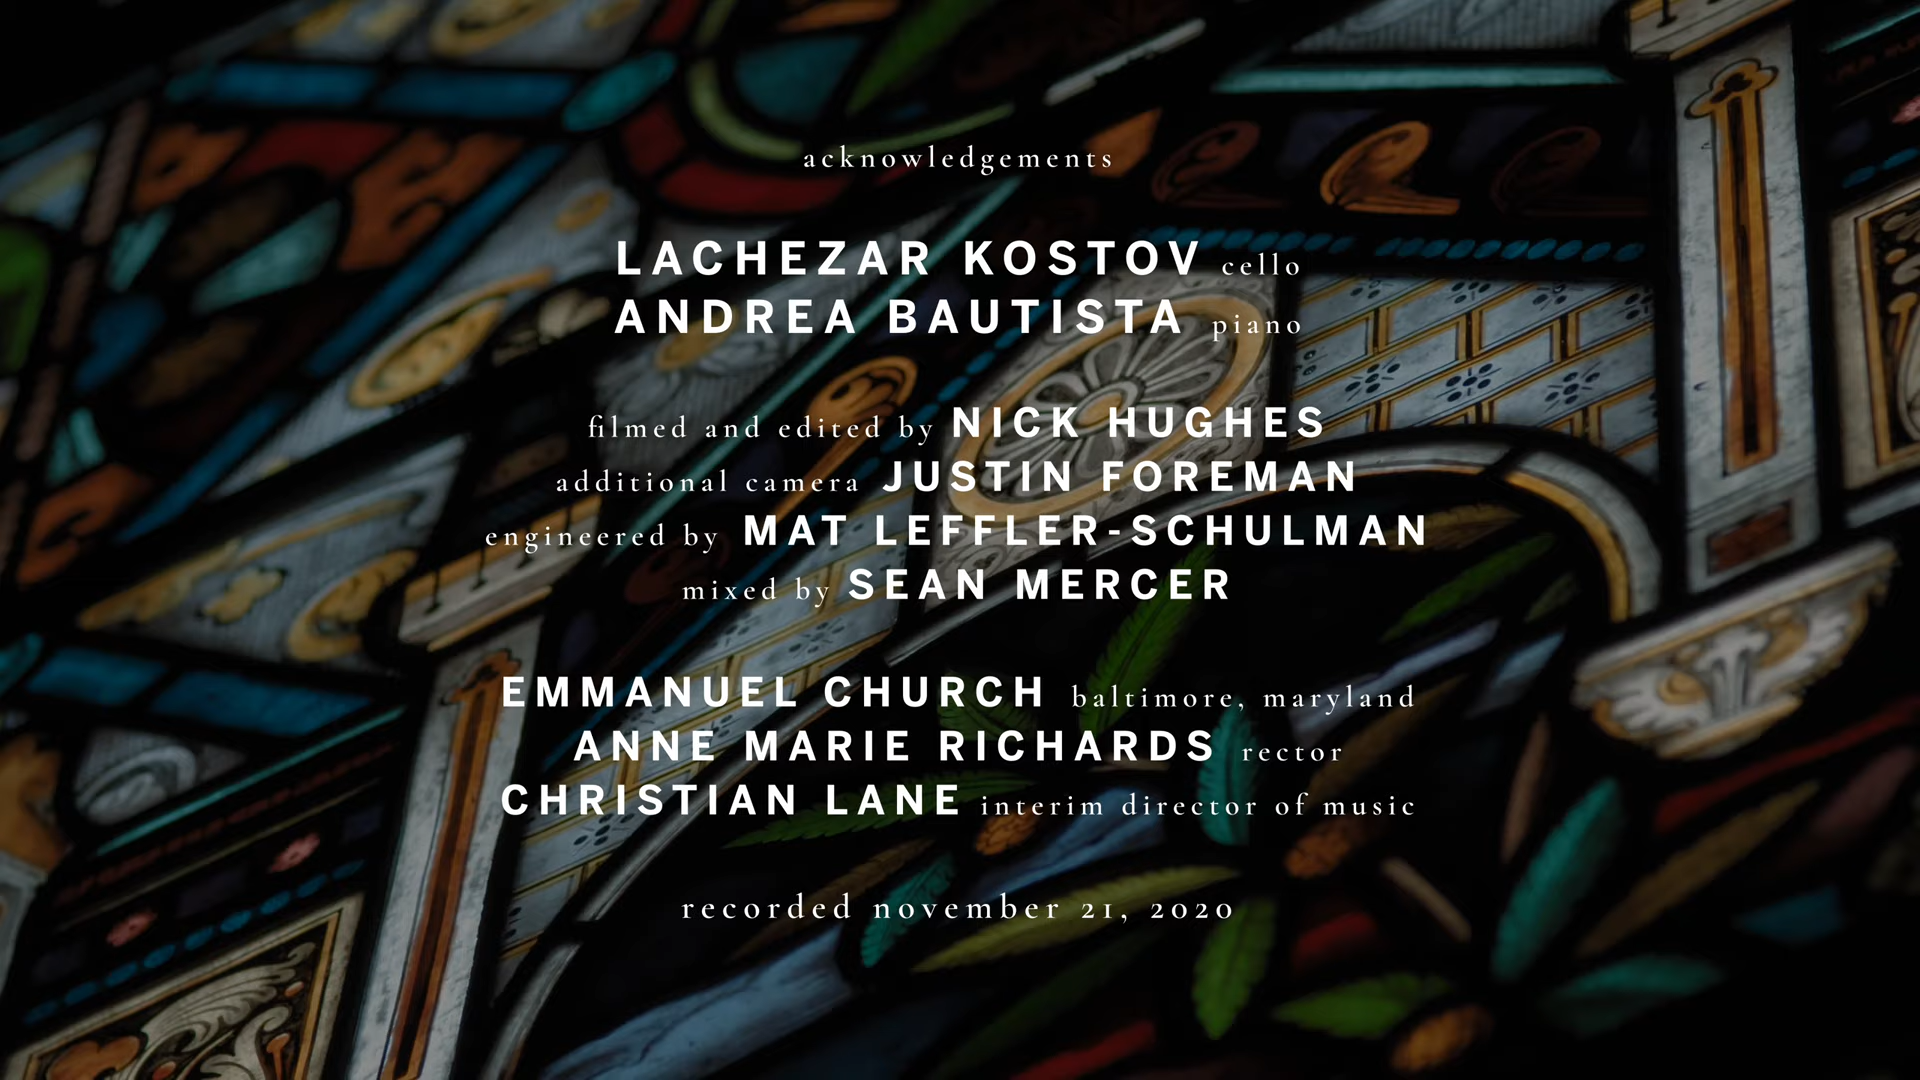 acknowledgements
LACHEZAR KOSTOV cello
ANDREA BAUTISTA piano
filmed and edited by NICK HUGHES
additional camera JUSTIN FOREMAN
engineered by MAT LEFFLER-SCHULMAN
mixed by SEAN MERCER
EMMANUEL CHURCH baltimore, maryland
ANNE MARIE RICHARDS rector
CHRISTIAN LANE interim director of music
recorded november 21, 2020